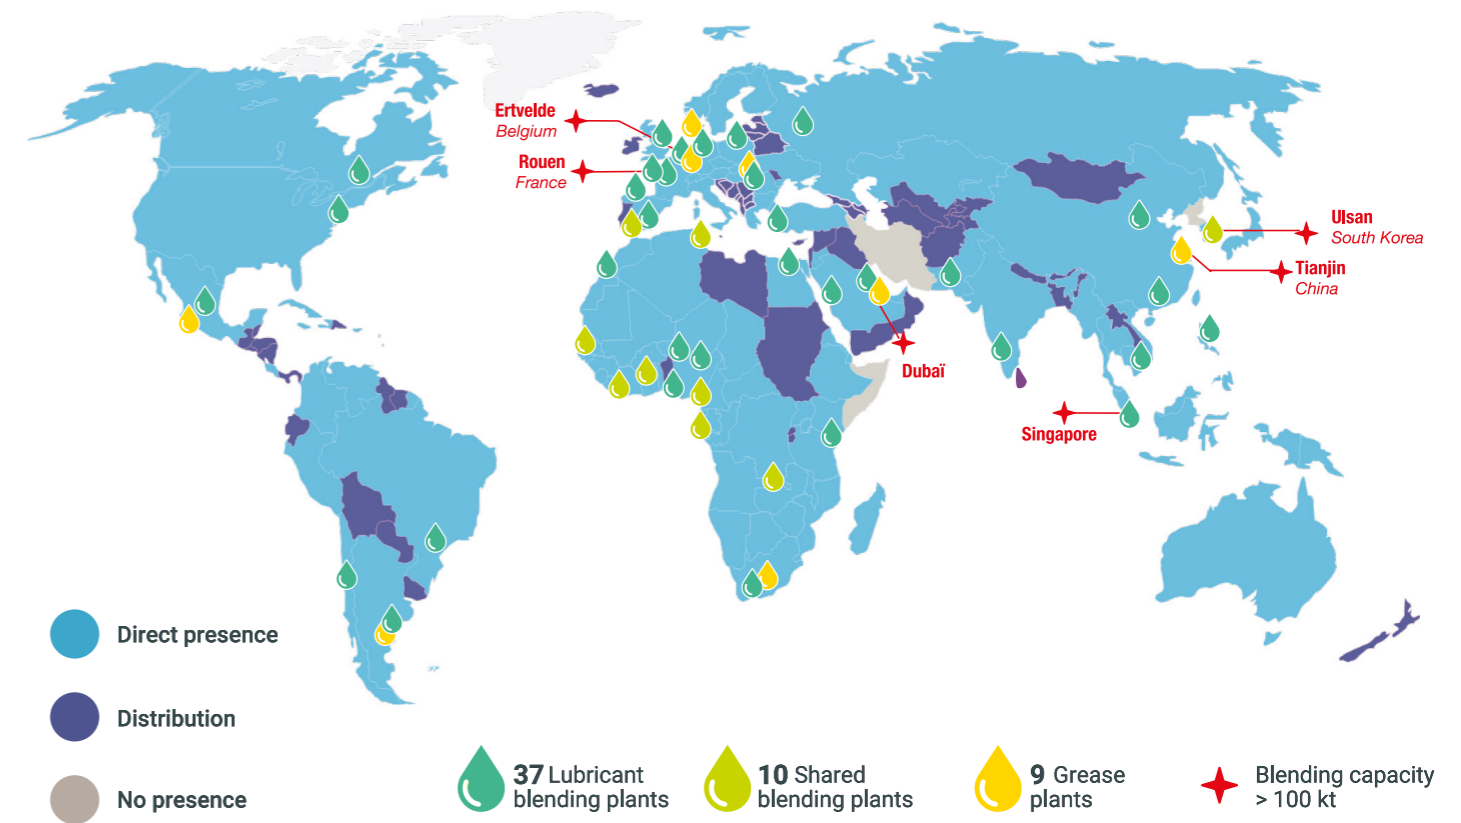 Ertvelde
Belgium
Rouen
France
Ulsan
South Korea
Tianjin
China
Dubaï
Singapore
Direct presence
Distribution
No presence
37 Lubricant
blending plants
10 Shared
blending plants
9 Grease
plants
Blending capacity
> 100 kt